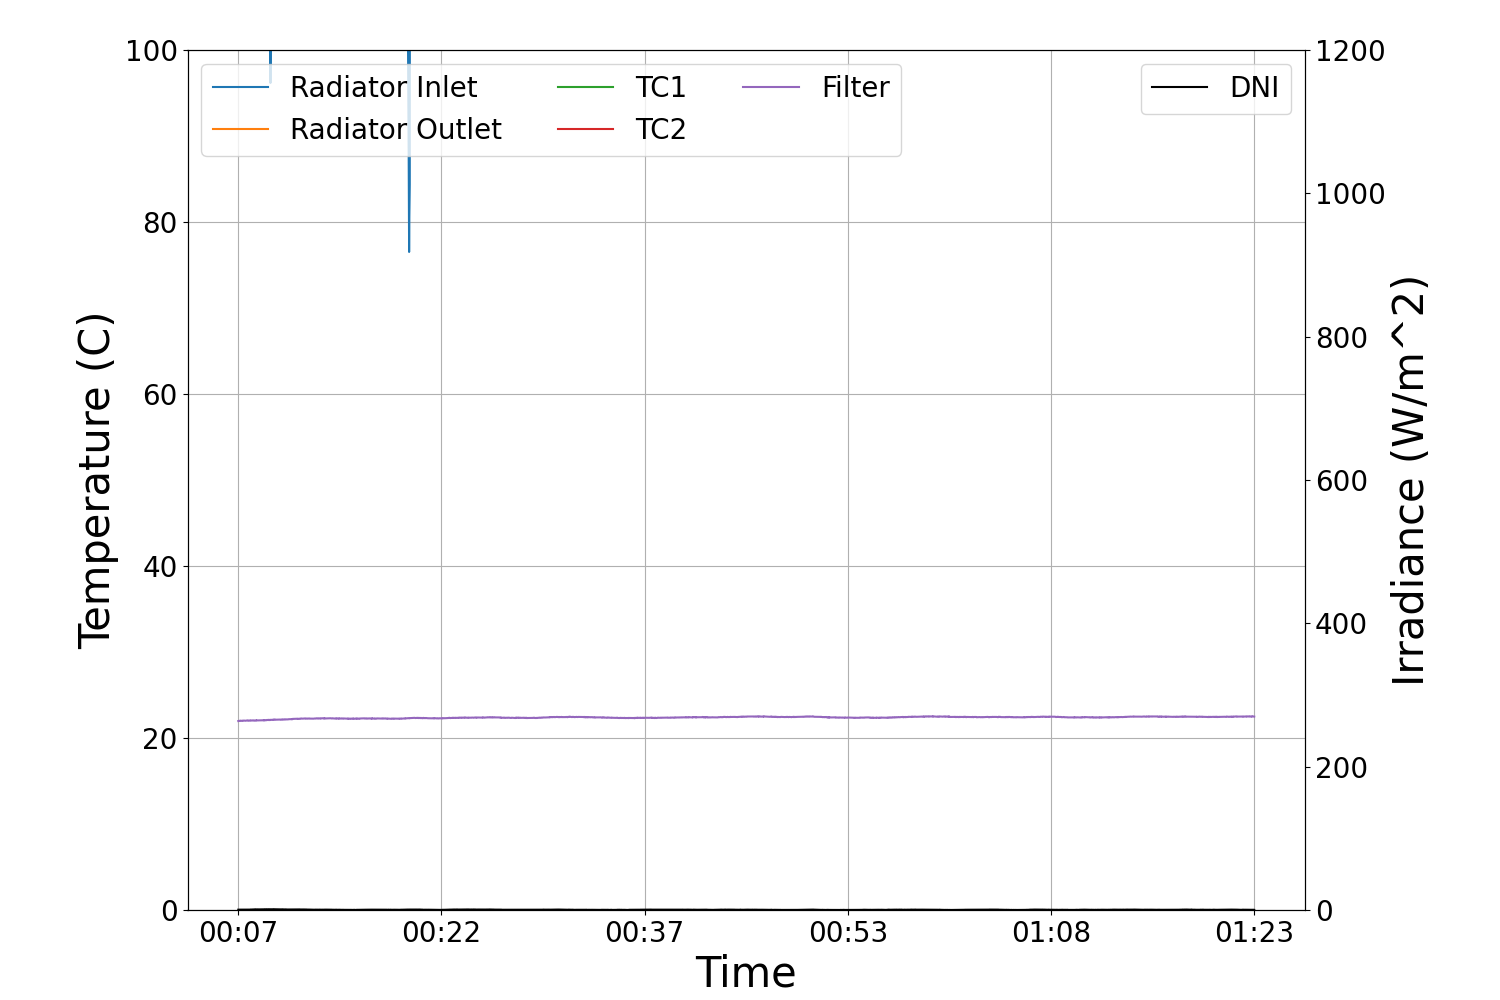 100
80
60
40
20
0
Temperature (C)
Radiator Inlet
Radiator Outlet
TC1
TC2
Filter
DNI
1200
1000
800
600
400
200
0
Irradiance (W/m^2)
00:07
00:22
00:37
00:53
01:08
01:23
Time